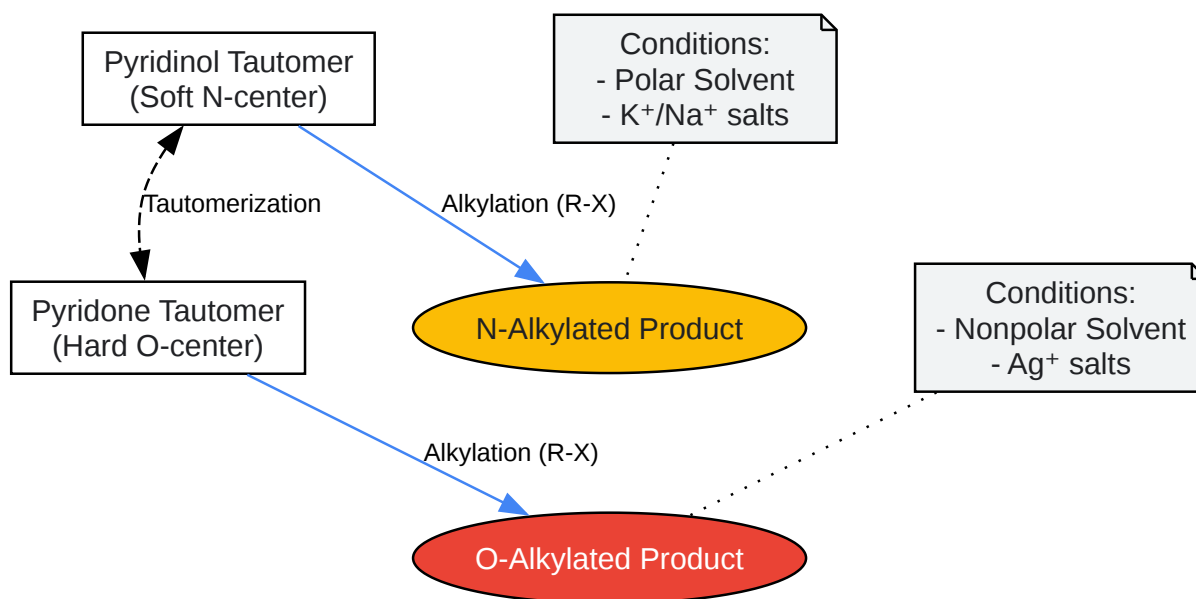 Pyridinol Tautomer
(Soft N-center)
Conditions:
- Polar Solvent
- K⁺/Na⁺ salts
Tautomerization
Alkylation (R-X)
Pyridone Tautomer
(Hard O-center)
N-Alkylated Product
Conditions:
- Nonpolar Solvent
- Ag⁺ salts
Alkylation (R-X)
O-Alkylated Product